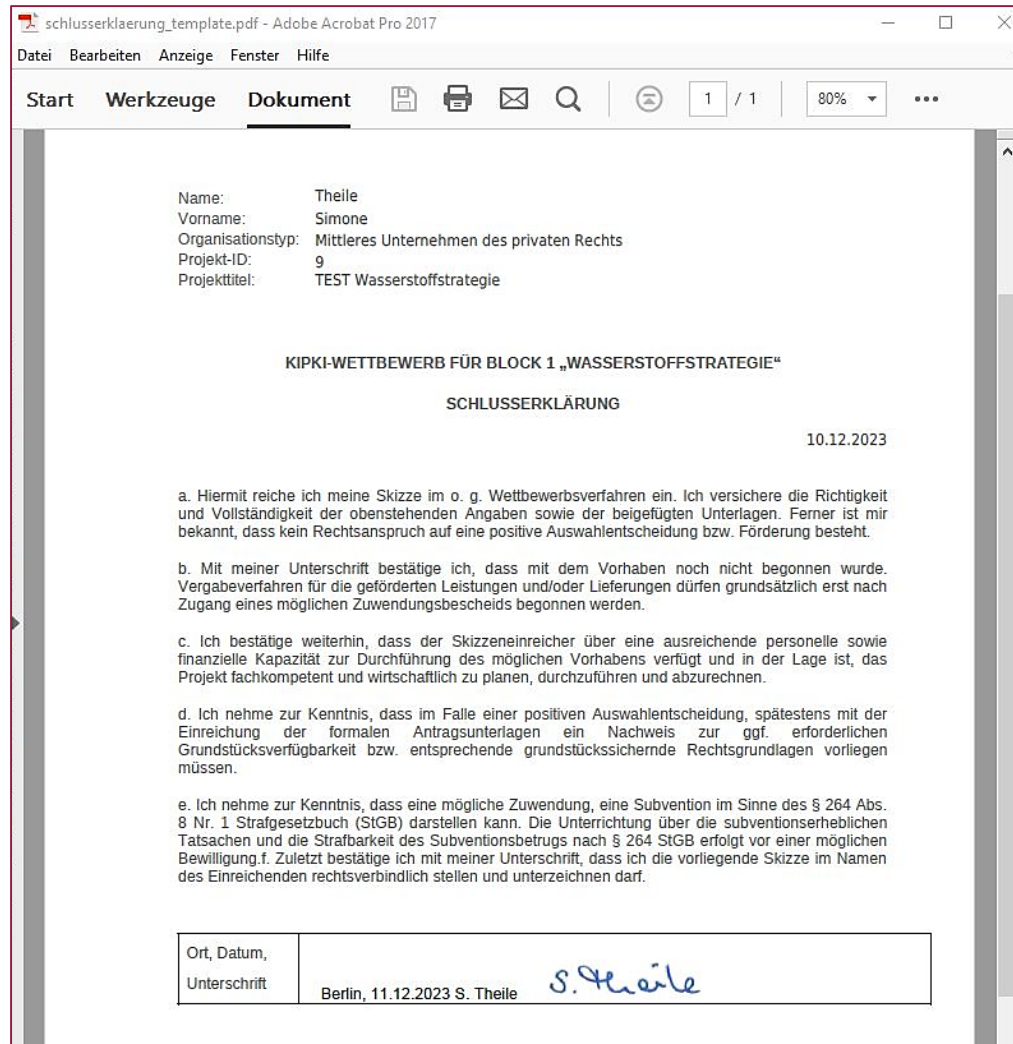 schlusserklaerung_template.pdf - Adobe Acrobat Pro 2017
Datei Bearbeiten Anzeige Fenster Hilfe
Start Werkzeuge Dokument 1 / 1 80%
Name: Theile
Vorname: Simone
Organisationstyp: Mittleres Unternehmen des privaten Rechts
Projekt-ID: 9
Projekttitel: TEST Wasserstoffstrategie
KIPKI-WETTBEWERB FÜR BLOCK 1 „WASSERSTOFFSTRATEGIE“
SCHLUSSERKLÄRUNG
10.12.2023
a. Hiermit reiche ich meine Skizze im o. g. Wettbewerbsverfahren ein. Ich versichere die Richtigkeit
und Vollständigkeit der obenstehenden Angaben sowie der beigefügten Unterlagen. Ferner ist mir
bekannt, dass kein Rechtsanspruch auf eine positive Auswahlentscheidung bzw. Förderung besteht.
b. Mit meiner Unterschrift bestätige ich, dass mit dem Vorhaben noch nicht begonnen wurde.
Vergabeverfahren für die geförderten Leistungen und/oder Lieferungen dürfen grundsätzlich erst nach
Zugang eines möglichen Zuwendungsbescheids begonnen werden.
c. Ich bestätige weiterhin, dass der Skizzeneinreicher über eine ausreichende personelle sowie
finanzielle Kapazität zur Durchführung des möglichen Vorhabens verfügt und in der Lage ist, das
Projekt fachkompetent und wirtschaftlich zu planen, durchzuführen und abzurechnen.
d. Ich nehme zur Kenntnis, dass im Falle einer positiven Auswahlentscheidung, spätestens mit der
Einreichung der formalen Antragsunterlagen ein Nachweis zur ggf. erforderlichen
Grundstücksverfügbarkeit bzw. entsprechende grundstückssichernde Rechtsgrundlagen vorliegen
müssen.
e. Ich nehme zur Kenntnis, dass eine mögliche Zuwendung, eine Subvention im Sinne des § 264 Abs.
8 Nr. 1 Strafgesetzbuch (StGB) darstellen kann. Die Unterrichtung über die subventionserheblichen
Tatsachen und die Strafbarkeit des Subventionsbetrugs nach § 264 StGB erfolgt vor einer möglichen
Bewilligung.f. Zuletzt bestätige ich mit meiner Unterschrift, dass ich die vorliegende Skizze im Namen
des Einreichenden rechtsverbindlich stellen und unterzeichnen darf.
Ort, Datum,
Unterschrift
Berlin, 11.12.2023 S. Theile S. Theile